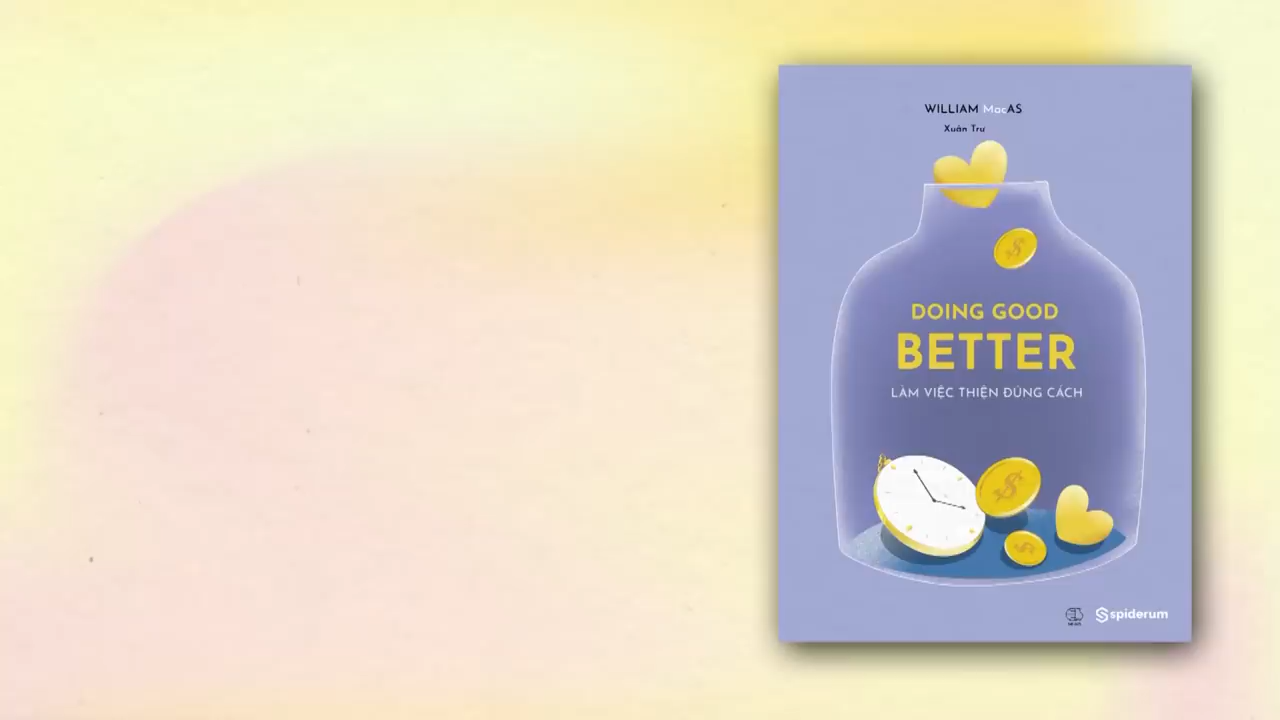 WILLIAM MacAS
Xuân Trư
DOING GOOD
BETTER
LÀM VIỆC THIỆN ĐÚNG CÁCH
spiderum